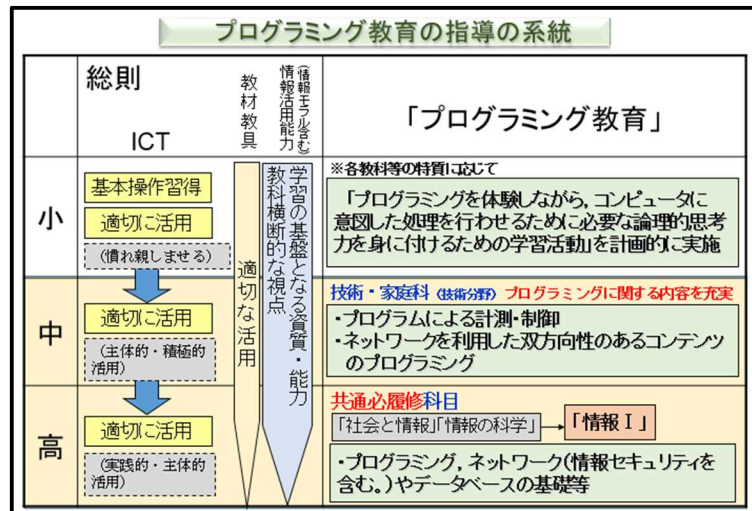 プログラミング教育の指導の系統
総則
ICT
教材教具
情報活用能力
(情報モラル含む)
「プログラミング教育」
小
基本操作習得
適切に活用
(慣れ親しませる)
適切な活用
学習の基盤となる資質・能力
教科横断的な視点
※各教科等の特質に応じて
「プログラミングを体験しながら,コンピュータに
意図した処理を行わせるために必要な論理的思考
力を身に付けるための学習活動」を計画的に実施
中
適切に活用
(主体的・積極的
活用)
技術・家庭科(技術分野) プログラミングに関する内容を充実
・プログラムによる計測・制御
・ネットワークを利用した双方向性のあるコンテンツ
のプログラミング
高
適切に活用
(実践的・主体的
活用)
共通必履修科目
「社会と情報」「情報の科学」 「情報Ⅰ」
・プログラミング,ネットワーク(情報セキュリティを
含む。)やデータベースの基礎等